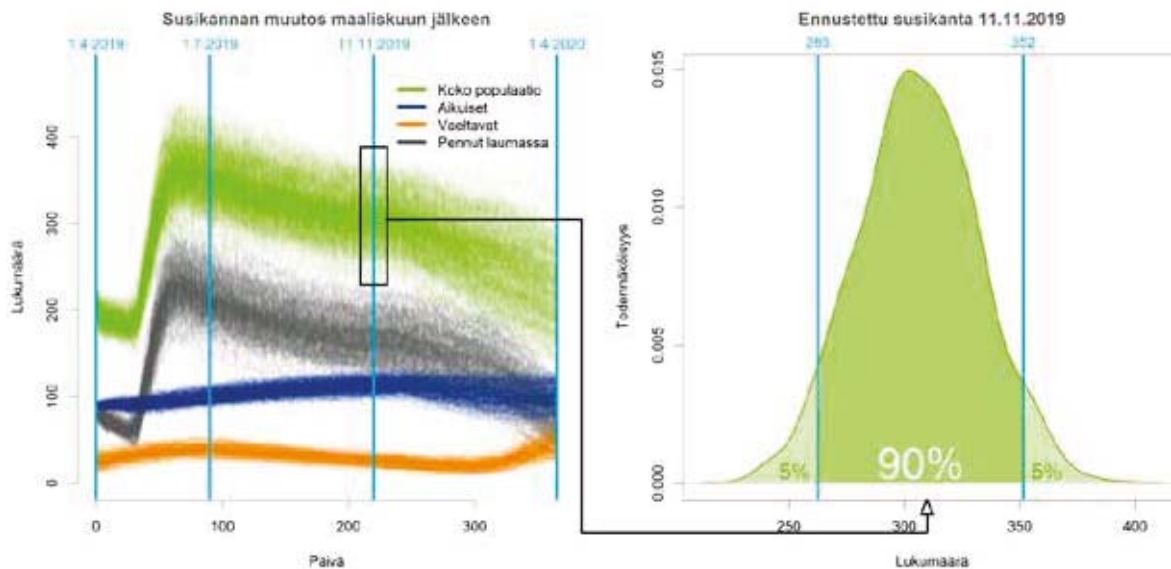 Susikannan muutos maaliskuun jälkeen
1.4.2019 1.7.2019 11.11.2019 1.4.2020
Koko populaatio
Aikuiset
Vaeltavat
Pennut laumassa
Lukumäärä
400
300
200
100
0
0 100 200 300
Päivä
Ennustettu susikanta 11.11.2019
263 352
Todennäköisyys
0.015
0.010
0.005
0.000
5% 90% 5%
250 300 350 400
Lukumäärä